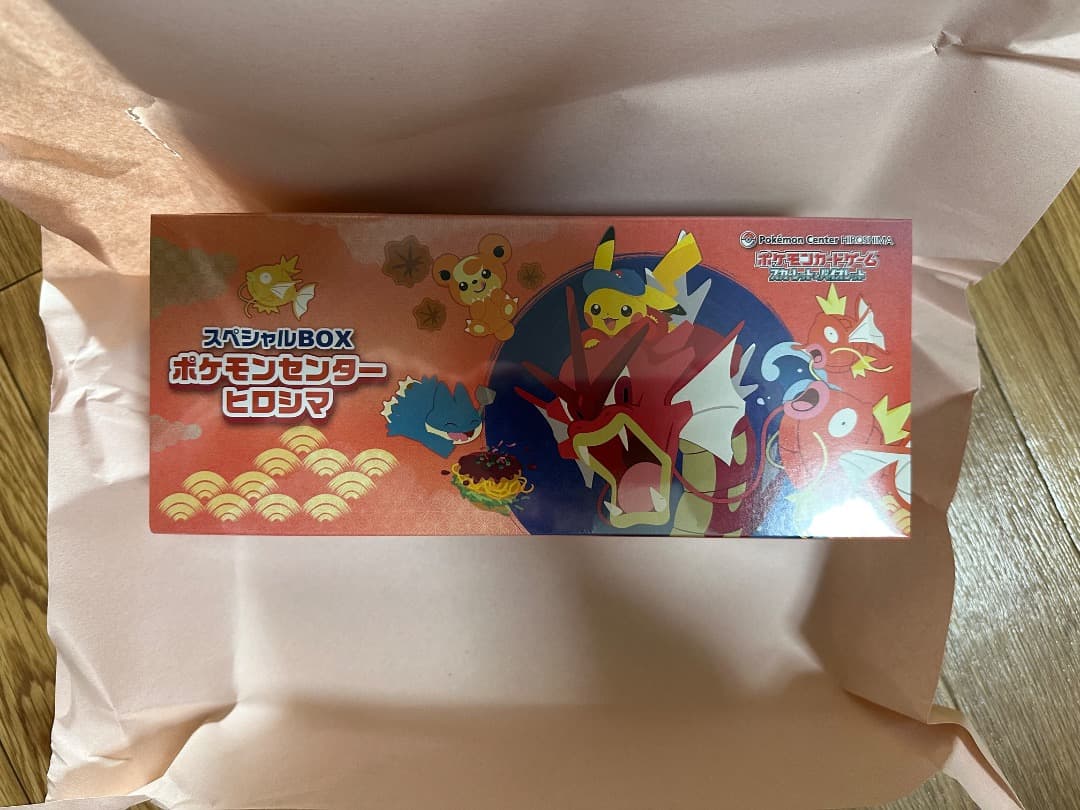 Pokémon Center HIROSHIMA
ポケモンカードゲーム
スカーレット&バイオレット
スペシャルBOX
ポケモンセンター
ヒロシマ